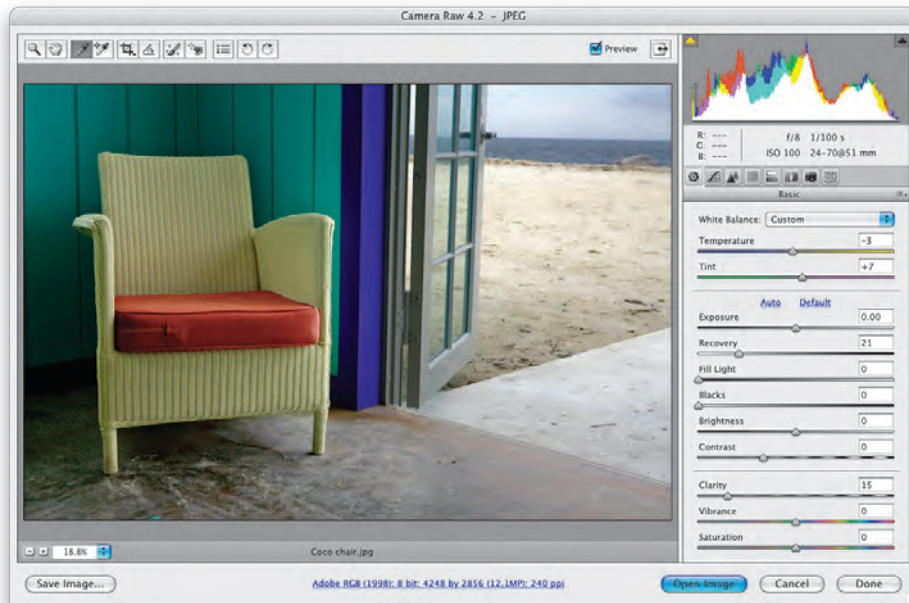 Camera Raw 4.2 – JPEG
Preview
R: ---
G: ---
B: ---
f/8 1/100 s
ISO 100 24-70@51 mm
Basic
White Balance: Custom
Temperature -3
Tint +7
Auto Default
Exposure 0.00
Recovery 21
Fill Light 0
Blacks 0
Brightness 0
Contrast 0
Clarity 15
Vibrance 0
Saturation 0
18.8% Coco chair.jpg
Save Image... Adobe RGB (1998); 8 bit; 4248 by 2856 (12.1MP); 240 ppi Open Image Cancel Done